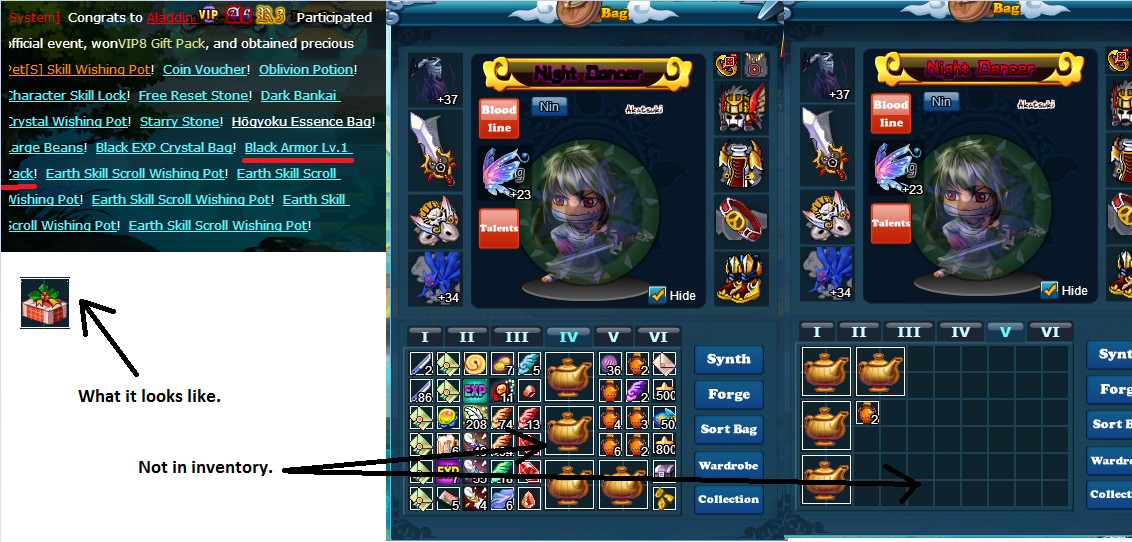 [System] Congrats to Aladdin VIP Participated
official event, wonVIP8 Gift Pack, and obtained precious
Pet[S] Skill Wishing Pot! Coin Voucher! Oblivion Potion!
Character Skill Lock! Free Reset Stone! Dark Bankai
Crystal Wishing Pot! Starry Stone! Hōgyoku Essence Bag!
Large Beans! Black EXP Crystal Bag! Black Armor Lv.1
Pack! Earth Skill Scroll Wishing Pot! Earth Skill Scroll
Wishing Pot! Earth Skill Scroll Wishing Pot! Earth Skill
Scroll Wishing Pot! Earth Skill Scroll Wishing Pot!
What it looks like.
Not in inventory.
Bag
Night Dancer
+37
Blood line
Nin
Akatsuki
+23
Talents
+34
Hide
I II III IV V VI
2 7 5 36 2
86 EXP 11 2 500
208 74 13 4 3 50
6 2 800
EXP
5 4 6
Synth
Forge
Sort Bag
Wardrobe
Collection
Bag
Night Dancer
+37
Blood line
Nin
Akatsuki
+23
Talents
+34
Hide
I II III IV V VI
2
Synt
Forg
Sort B
Wardro
Collect